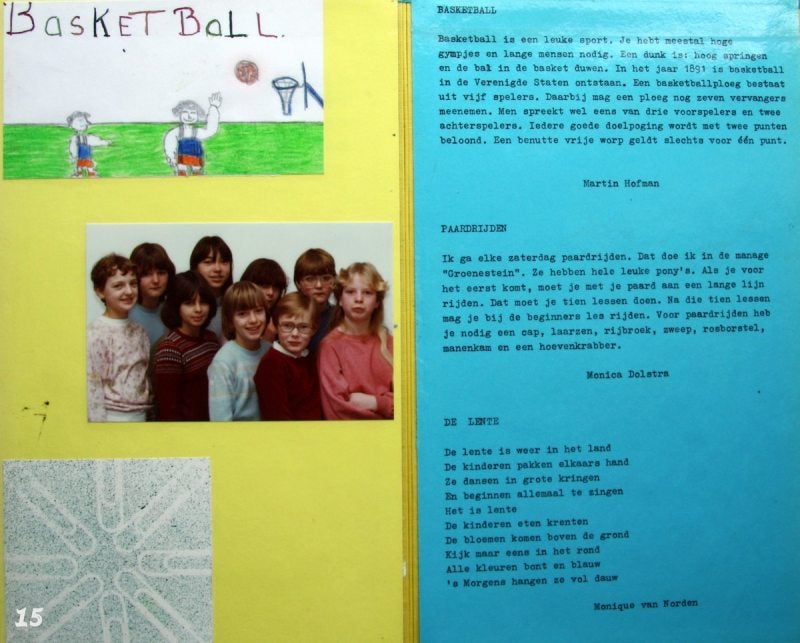 BASKETBALL.
15
BASKETBALL
Basketball is een leuke sport. Je hebt meestal hoge
gympjes en lange mensen nodig. Een dunk is: hoog springen
en de bal in de basket duwen. In het jaar 1891 is basketball
in de Verenigde Staten ontstaan. Een basketballploeg bestaat
uit vijf spelers. Daarbij mag een ploeg nog zeven vervangers
meenemen. Men spreekt wel eens van drie voorspelers en twee
achterspelers. Iedere goede doelpoging wordt met twee punten
beloond. Een benutte vrije worp geldt slechts voor één punt.
Martin Hofman
PAARDRIJDEN
Ik ga elke zaterdag paardrijden. Dat doe ik in de manage
"Groenestein". Ze hebben hele leuke pony's. Als je voor
het eerst komt, moet je met je paard aan een lange lijn
rijden. Dat moet je tien lessen doen. Na die tien lessen
mag je bij de beginners les rijden. Voor paardrijden heb
je nodig een cap, laarzen, rijbroek, zweep, rosborstel,
manenkam en een hoevenkrabber.
Monica Dolstra
DE LENTE
De lente is weer in het land
De kinderen pakken elkaars hand
Ze dansen in grote kringen
En beginnen allemaal te zingen
Het is lente
De kinderen eten krenten
De bloemen komen boven de grond
Kijk maar eens in het rond
Alle kleuren bont en blauw
's Morgens hangen ze vol dauw
Monique van Norden